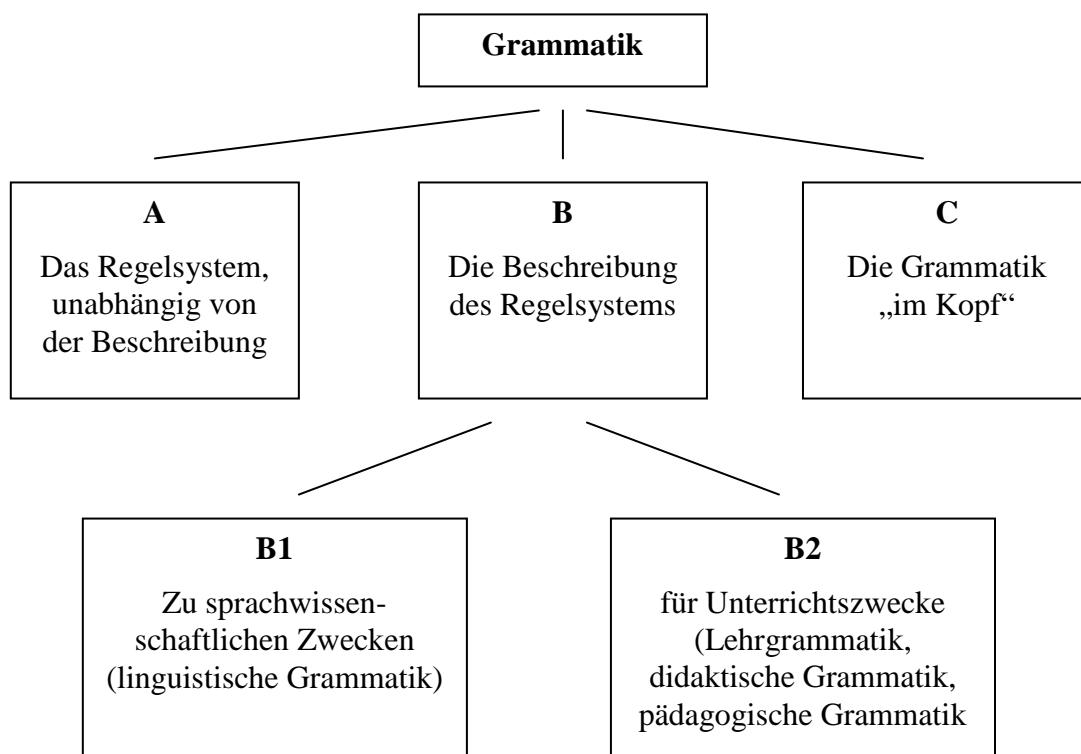 Grammatik
A
Das Regelsystem,
unabhängig von
der Beschreibung
B
Die Beschreibung
des Regelsystems
C
Die Grammatik
„im Kopf“
B1
Zu sprachwissen-
schaftlichen Zwecken
(linguistische Grammatik)
B2
für Unterrichtszwecke
(Lehrgrammatik,
didaktische Grammatik,
pädagogische Grammatik